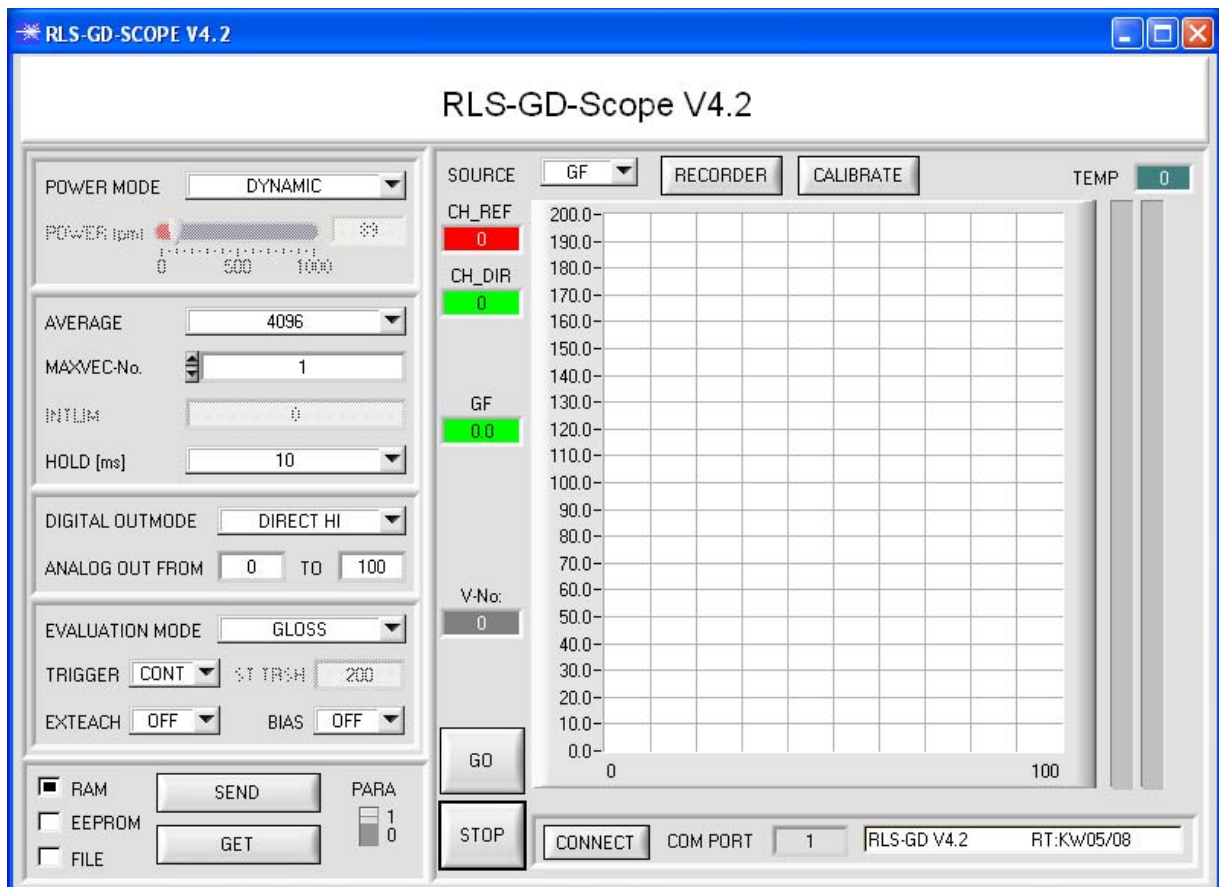 RLS-GD-SCOPE V4.2
RLS-GD-Scope V4.2
POWER MODE DYNAMIC
POWER [pm]
0 500 1000
AVERAGE 4096
MAXVEC-No. 1
INTLIM 0
HOLD [ms] 10
DIGITAL OUTMODE DIRECT HI
ANALOG OUT FROM 0 TO 100
EVALUATION MODE GLOSS
TRIGGER CONT ST TRSH 200
EXTEACH OFF BIAS OFF
RAM
EEPROM
FILE
SEND
GET
PARA
1
0
SOURCE GF RECORDER CALIBRATE TEMP 0
CH_REF
0
CH_DIR
0
GF
0.0
V-No:
0
GO
STOP
200.0
190.0
180.0
170.0
160.0
150.0
140.0
130.0
120.0
110.0
100.0
90.0
80.0
70.0
60.0
50.0
40.0
30.0
20.0
10.0
0.0
0 100
CONNECT COM PORT 1 RLS-GD V4.2 RT:KW05/08